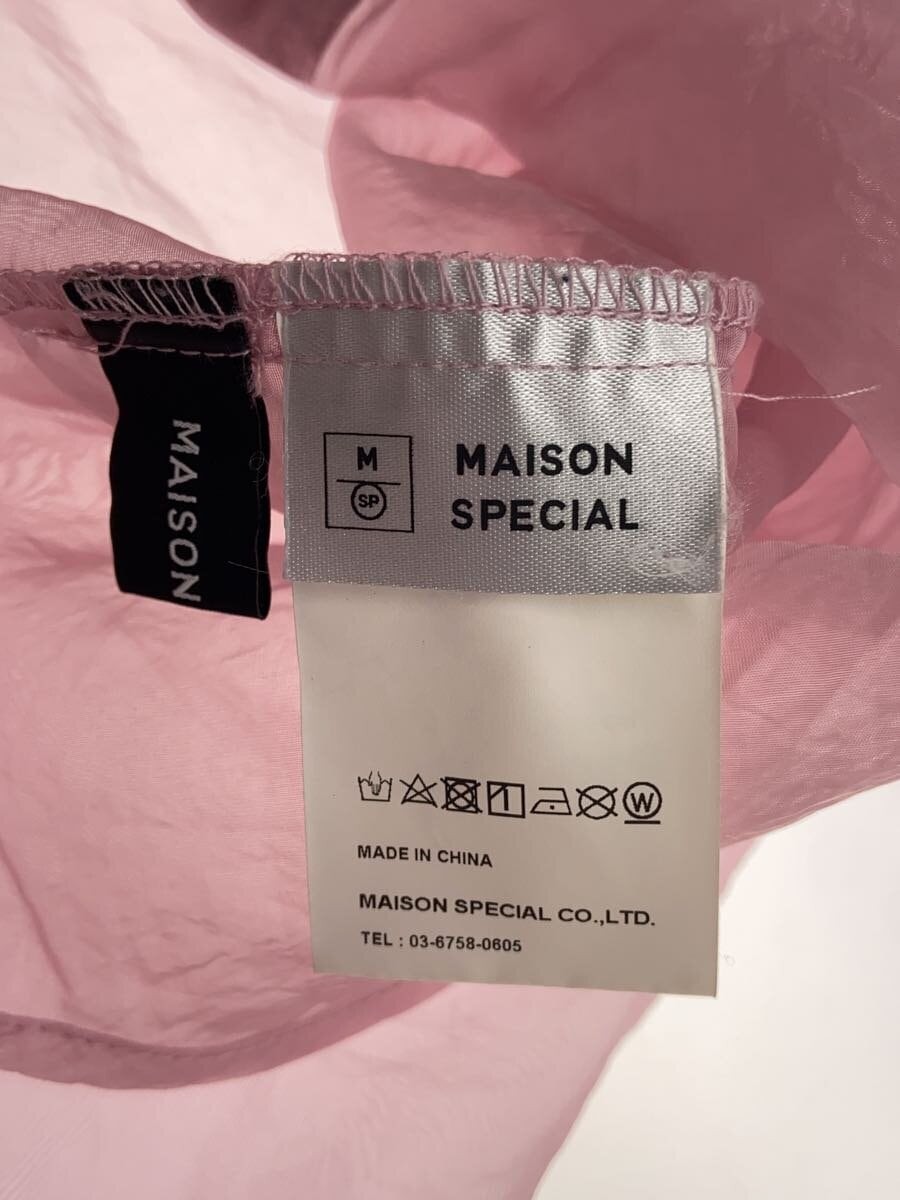 MAISON
M
SP
MAISON
SPECIAL
W
MADE IN CHINA
MAISON SPECIAL CO.,LTD.
TEL : 03-6758-0605